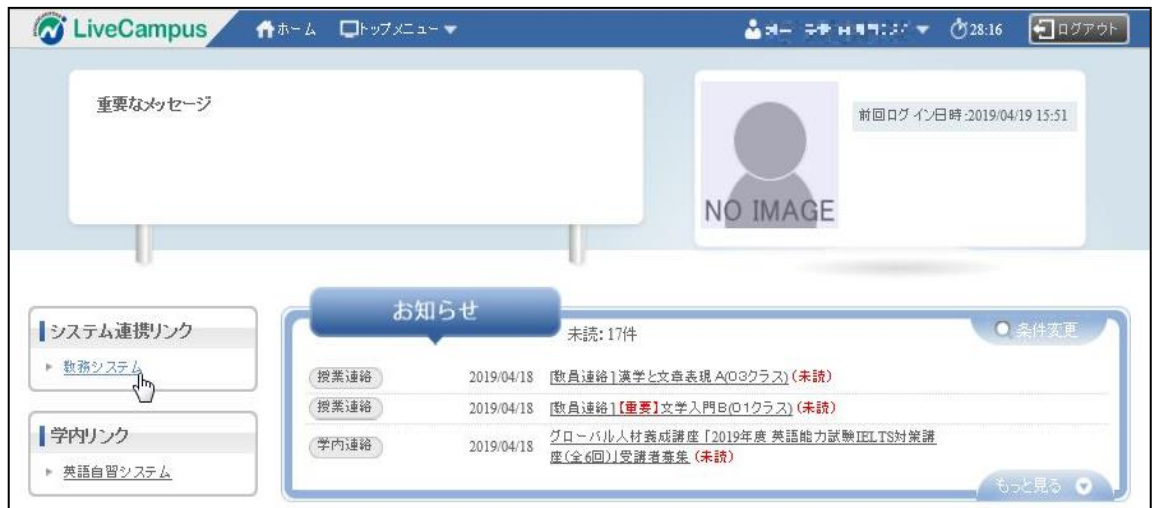 LiveCampus ホーム トップメニュー 28:16 ログアウト
重要なメッセージ
前回ログイン日時:2019/04/19 15:51
NO IMAGE
システム連携リンク
教務システム
学内リンク
英語自習システム
お知らせ
未読: 17件
条件変更
授業連絡 2019/04/18 [教員連絡]漢学と文章表現 A(03クラス)(未読)
授業連絡 2019/04/18 [教員連絡]【重要】文学入門B(01クラス)(未読)
学内連絡 2019/04/18 グローバル人材養成講座「2019年度 英語能力試験IELTS対策講
座(全6回)」受講者募集(未読)
もっと見る